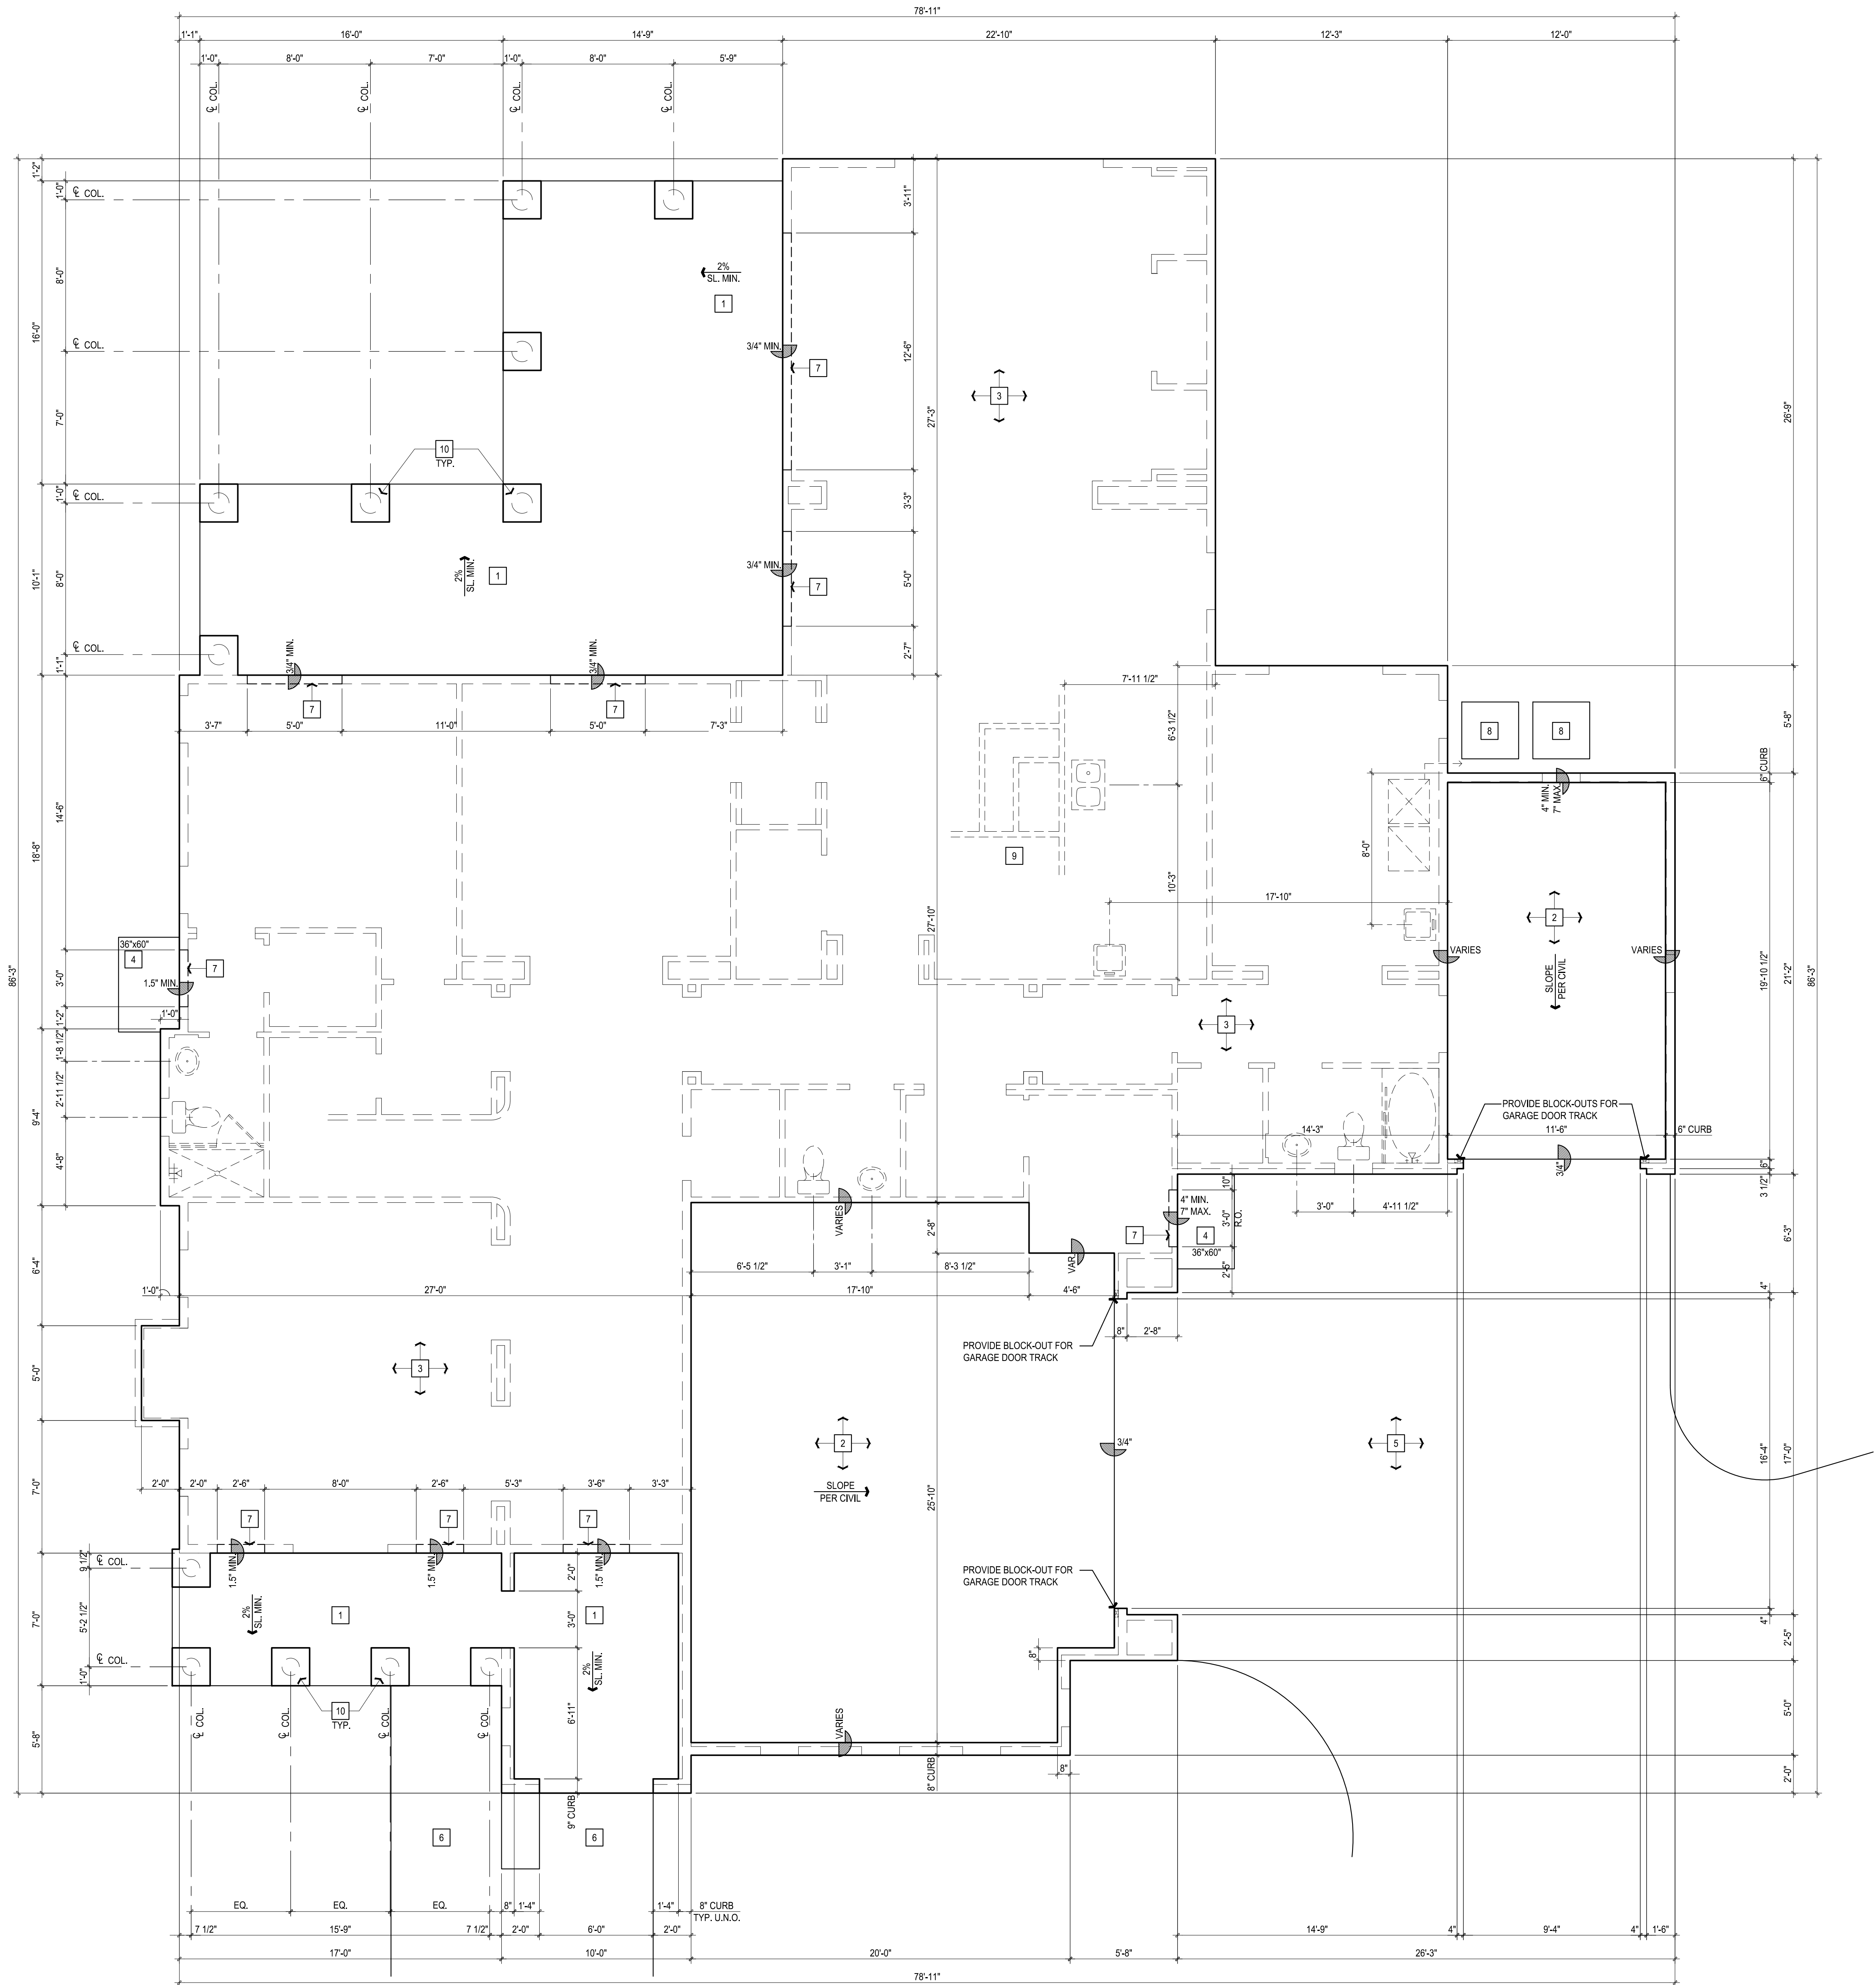 78'-11"
1'-1" 16'-0" 14'-9" 22'-10" 12'-3" 12'-0"
1'-0" 8'-0" 7'-0" 1'-0" 8'-0" 5'-9"
℄ COL.
℄ COL.
℄ COL.
℄ COL.
86'-3"
1'-2"
16'-0"
10'-1"
18'-8"
9'-4"
6'-4"
5'-0"
7'-0"
7'-0"
5'-8"
1'-0"
℄ COL.
8'-0"
℄ COL.
7'-0"
1'-0"
℄ COL.
8'-0"
℄ COL.
1'-1"
14'-6"
3'-0"
1'-2"
1'-8 1/2"
2'-11 1/2"
4'-8"
2%
SL. MIN.
1
3/4" MIN.
7
10
TYP.
3/4" MIN.
7
2%
SL. MIN.
1
3/4" MIN.
3/4" MIN.
7
7
3'-7" 5'-0" 11'-0" 5'-0" 7'-3"
3'-11"
12'-6"
3'-3"
5'-0"
2'-7"
27'-3"
3
26'-9"
5'-8"
21'-2"
6'-3"
17'-0"
2'-5"
5'-0"
2'-0"
86'-3"
7'-11 1/2"
6'-3 1/2"
10'-3"
9
27'-10"
17'-10"
8'-0"
8
8
6" CURB
19'-10 1/2"
6"
3 1/2"
4" MIN.
7" MAX.
2
SLOPE
PER CIVIL
VARIES
VARIES
36"x60"
4
7
1.5" MIN.
1'-0"
3
PROVIDE BLOCK-OUTS FOR
GARAGE DOOR TRACK
14'-3" 11'-6" 6" CURB
3/4"
3'-0" 4'-11 1/2"
10"
4" MIN.
7" MAX.
3'-0"
R.O.
7
4
36"x60"
2'-5"
VARIES
2'-8"
VAR.
6'-5 1/2" 3'-1" 8'-3 1/2"
1'-0" 27'-0" 17'-10" 4'-6"
8" 2'-8"
4"
16'-4"
4"
PROVIDE BLOCK-OUT FOR
GARAGE DOOR TRACK
3
2
SLOPE
PER CIVIL
25'-10"
3/4"
5
2'-0" 2'-0" 2'-6" 8'-0" 2'-6" 5'-3" 3'-6" 3'-3"
7
7
7
1.5" MIN.
1.5" MIN.
1.5" MIN.
9 1/2"
℄ COL.
5'-2 1/2"
℄ COL.
1'-0"
2%
SL. MIN.
1
2'-0"
3'-0"
6'-11"
9" CURB
1
2%
SL. MIN.
PROVIDE BLOCK-OUT FOR
GARAGE DOOR TRACK
8"
10
TYP.
℄ COL.
℄ COL.
℄ COL.
℄ COL.
VARIES
8" CURB
8"
6
6
EQ. EQ. EQ. 8" 1'-4" 1'-4" 8" CURB
TYP. U.N.O.
7 1/2" 15'-9" 7 1/2" 2'-0" 6'-0" 2'-0" 14'-9" 4" 9'-4" 4" 1'-6"
17'-0" 10'-0" 20'-0" 5'-8" 26'-3"
78'-11"